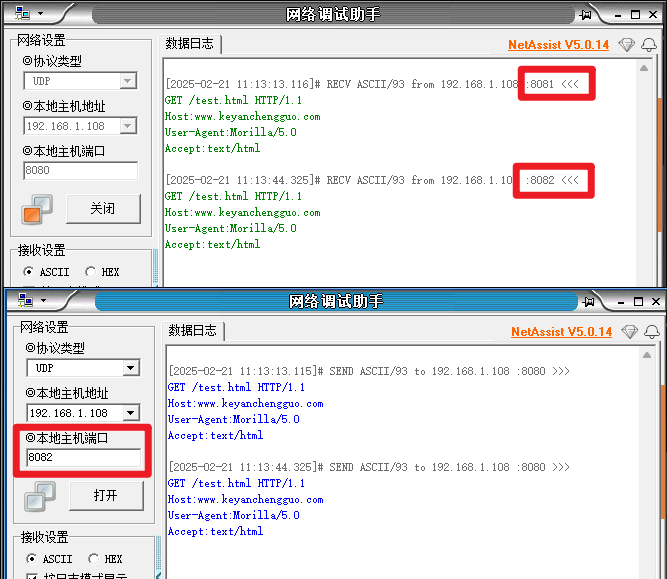 网络调试助手
网络设置
◎协议类型
UDP
◎本地主机地址
192.168.1.108
◎本地主机端口
8080
关闭
接收设置
ASCII
HEX
数据日志
NetAssist V5.0.14
[2025-02-21 11:13:13.116]# RECV ASCII/93 from 192.168.1.108 :8081 <<<
GET /test.html HTTP/1.1
Host:www.keyanchengguo.com
User-Agent:Morilla/5.0
Accept:text/html
[2025-02-21 11:13:44.325]# RECV ASCII/93 from 192.168.1.10 :8082 <<<
GET /test.html HTTP/1.1
Host:www.keyanchengguo.com
User-Agent:Morilla/5.0
Accept:text/html
网络调试助手
网络设置
◎协议类型
UDP
◎本地主机地址
192.168.1.108
◎本地主机端口
8082
打开
接收设置
ASCII
HEX
按日志模式显示
数据日志
NetAssist V5.0.14
[2025-02-21 11:13:13.115]# SEND ASCII/93 to 192.168.1.108 :8080 >>>
GET /test.html HTTP/1.1
Host:www.keyanchengguo.com
User-Agent:Morilla/5.0
Accept:text/html
[2025-02-21 11:13:44.325]# SEND ASCII/93 to 192.168.1.108 :8080 >>>
GET /test.html HTTP/1.1
Host:www.keyanchengguo.com
User-Agent:Morilla/5.0
Accept:text/html